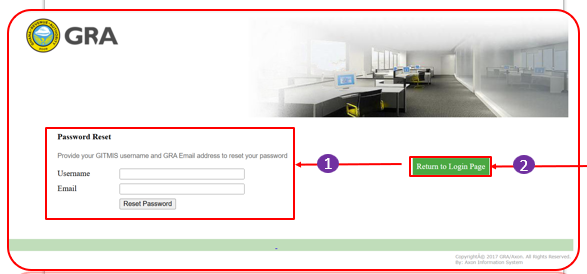 GRA
Password Reset
Provide your GITMIS username and GRA Email address to reset your password
1
Return to Login Page
2
Username
Email
Reset Password
Copyright© 2017 GRA/Axon. All Rights Reserved.
By: Axon Information System